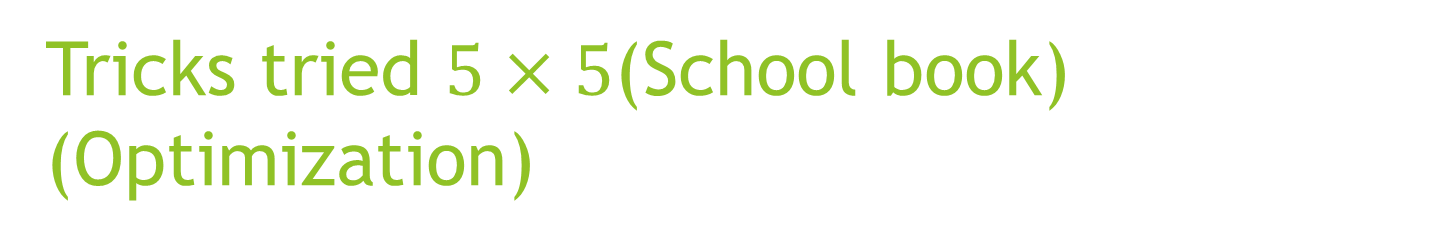 Tricks tried 5 × 5(School book)
(Optimization)